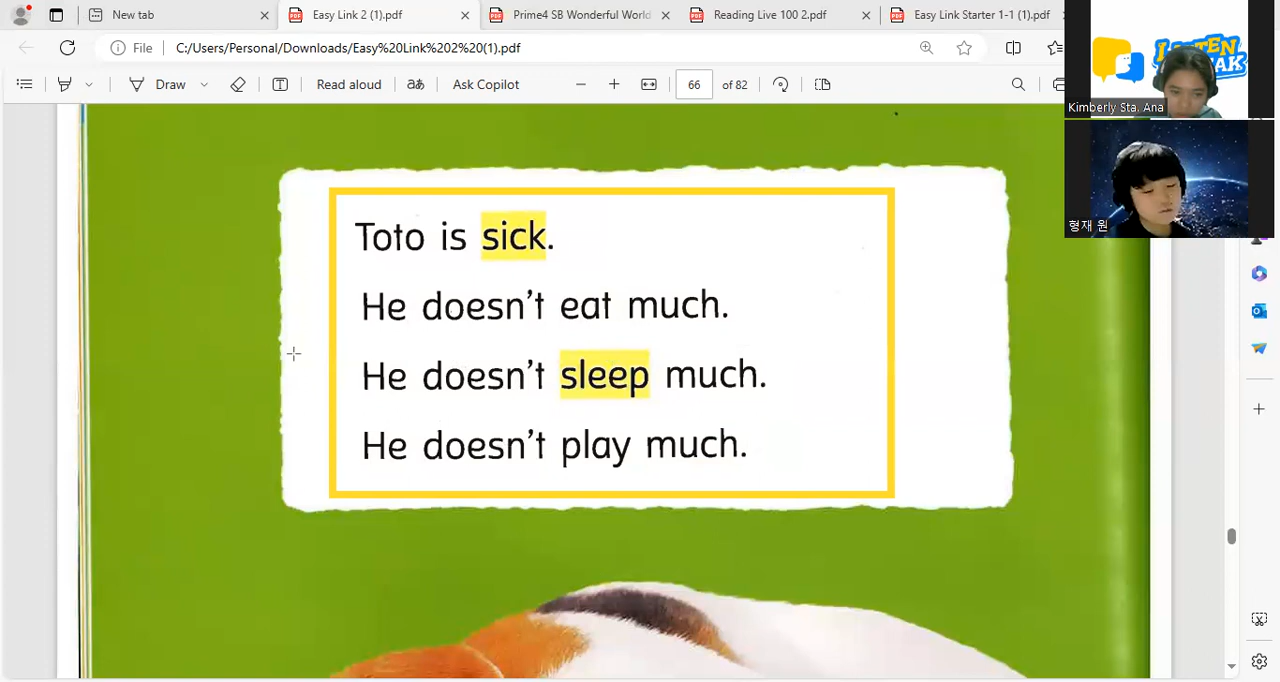 New tab
Easy Link 2 (1).pdf
Prime4 SB Wonderful World
Reading Live 100 2.pdf
Easy Link Starter 1-1 (1).pdf
File
C:/Users/Personal/Downloads/Easy%20Link%202%20(1).pdf
Draw
Read aloud
aあ
Ask Copilot
66
of 82
Kimberly Sta. Ana
형재 원
Toto is sick.
He doesn't eat much.
He doesn't sleep much.
He doesn't play much.